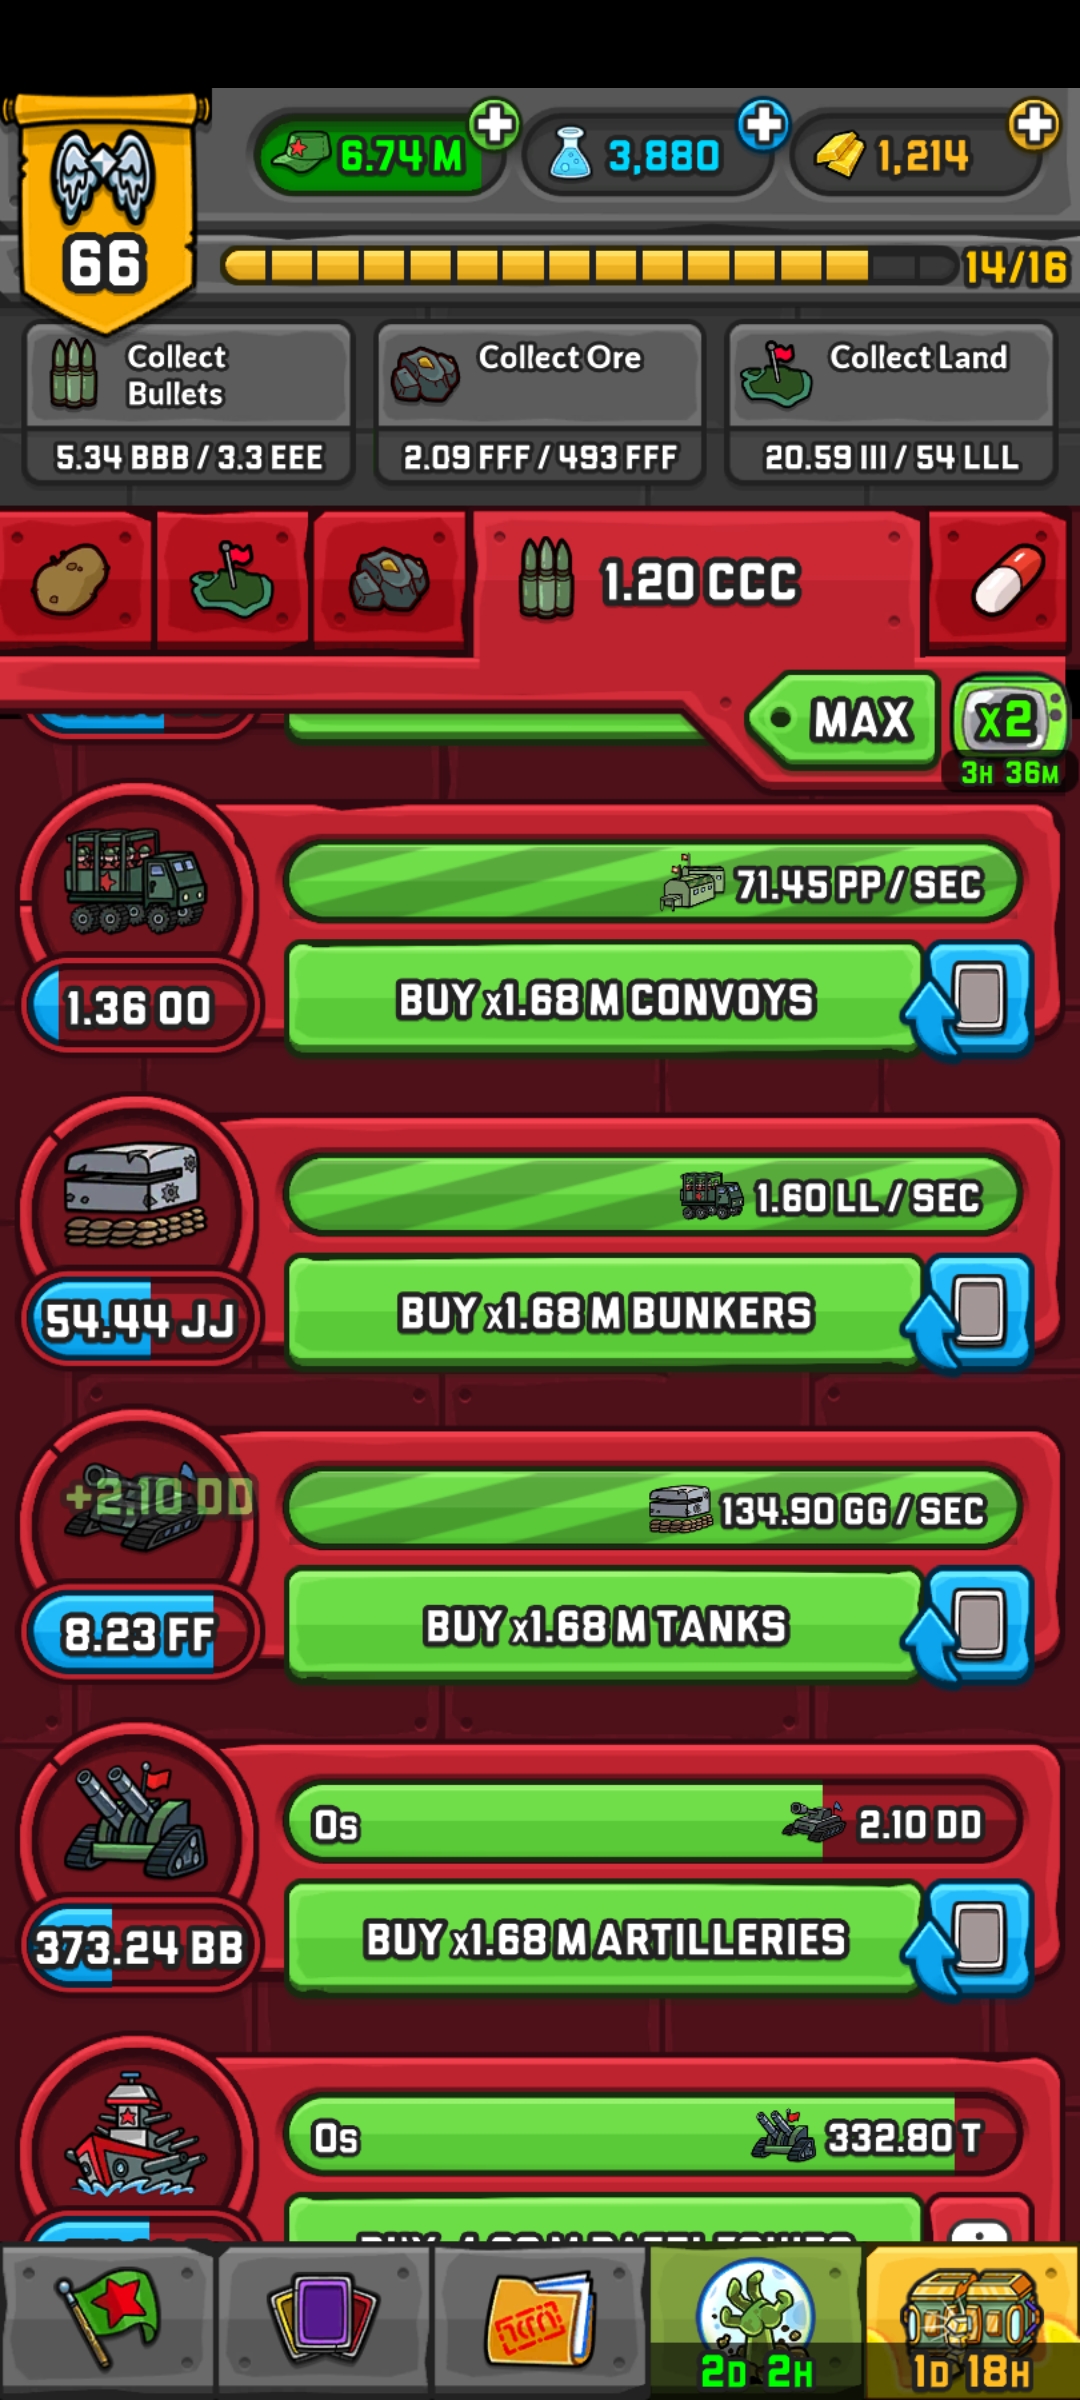 66
6.74 M
3,880
1,214
14/16
Collect
Bullets
5.34 BBB / 3.3 EEE
Collect Ore
2.09 FFF / 493 FFF
Collect Land
20.59 III / 54 LLL
1.20 CCC
MAX
x2
3H 36M
71.45 PP / SEC
1.36 OO
BUY x1.68 M CONVOYS
1.60 LL / SEC
54.44 JJ
BUY x1.68 M BUNKERS
+2.10 DD
134.90 GG / SEC
8.23 FF
BUY x1.68 M TANKS
0s
2.10 DD
373.24 BB
BUY x1.68 M ARTILLERIES
0s
332.80 T
2D 2H
1D 18H